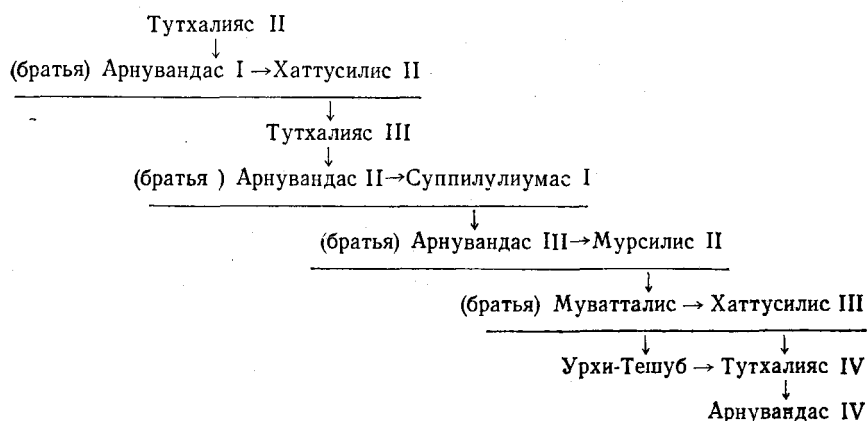 Тутхалияс II
↓
(братья) Арнувандас I → Хаттусилис II
↓
Тутхалияс III
↓
(братья ) Арнувандас II→Суппилулиумас I
↓
(братья) Арнувандас III→Мурсилис II
↓
(братья) Муватталис → Хаттусилис III
↓ ↓
Урхи-Тешуб → Тутхалияс IV
↓
Арнувандас IV